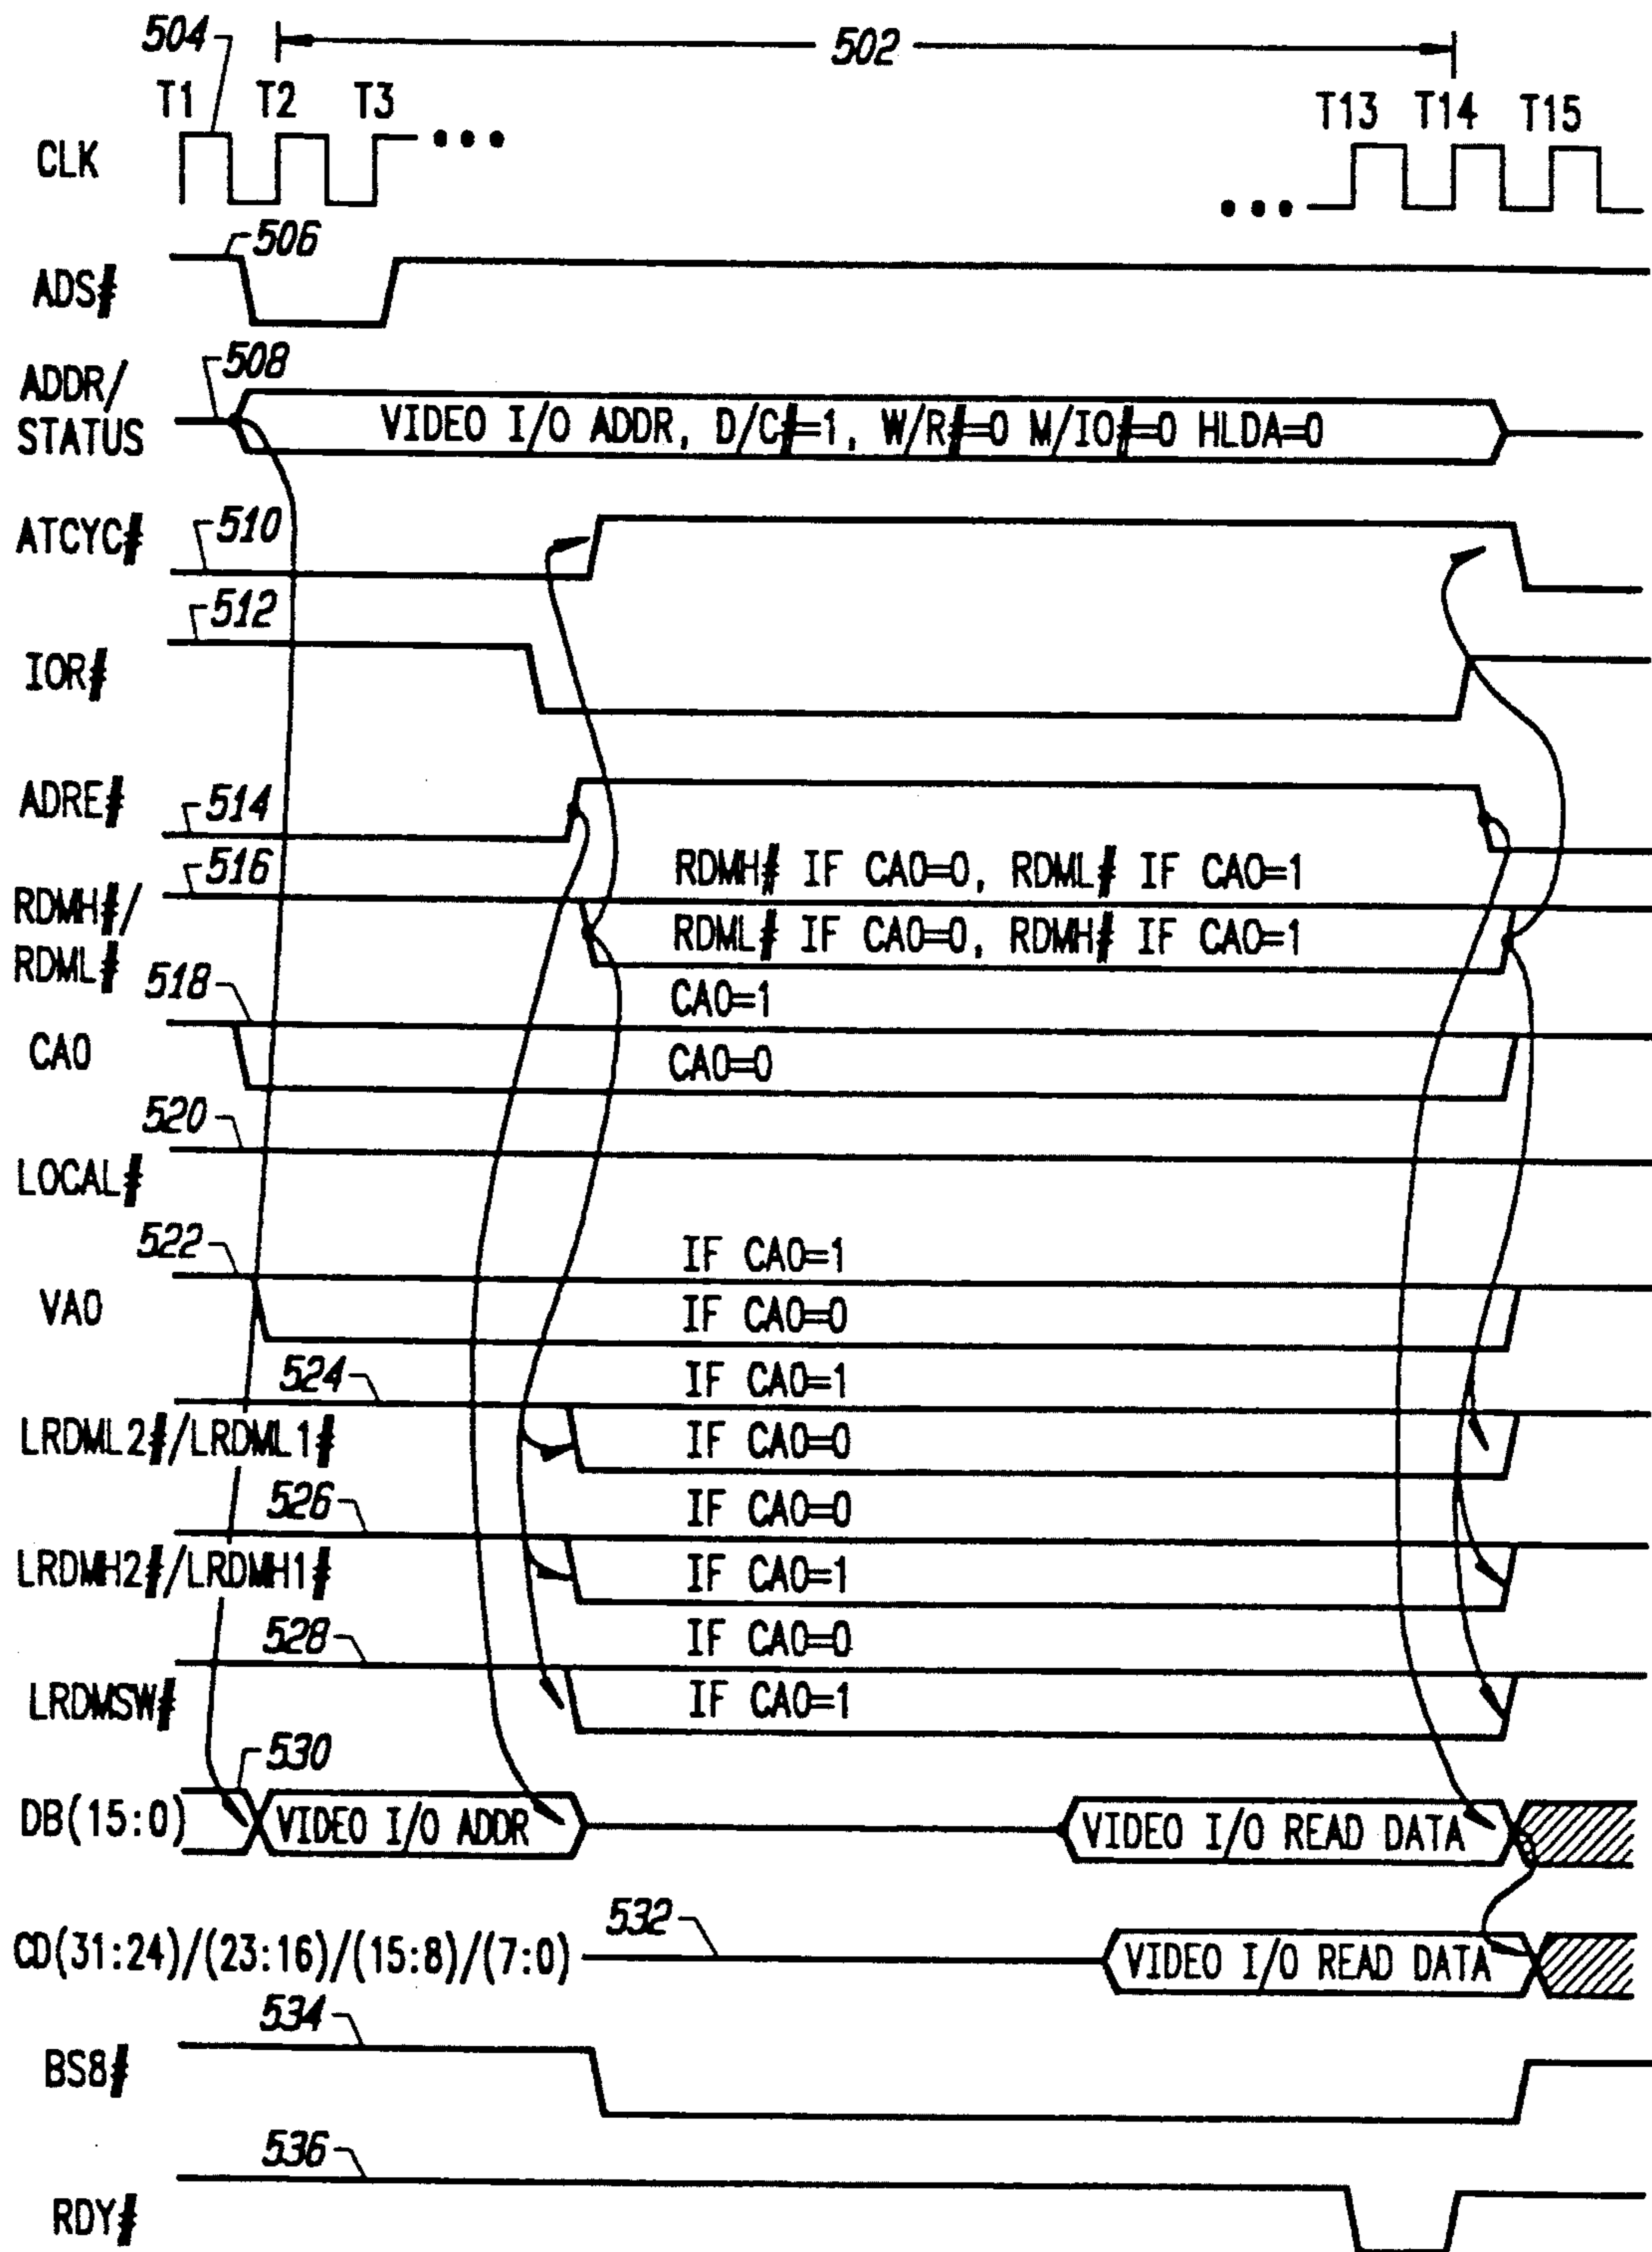 504
502
T1 T2 T3
T13 T14 T15
CLK
506
ADS#
508
ADDR/
STATUS
VIDEO I/O ADDR, D/C#=1, W/R#=0 M/IO#=0 HLDA=0
510
ATCYC#
512
IOR#
ADRE#
514
516
RDMH# IF CA0=0, RDML# IF CA0=1
RDMH#/
RDML#
RDML# IF CA0=0, RDMH# IF CA0=1
518
CA0=1
CA0
CA0=0
520
LOCAL#
522
IF CA0=1
VA0
IF CA0=0
524
IF CA0=1
LRDML2#/LRDML1#
IF CA0=0
526
IF CA0=0
LRDMH2#/LRDMH1#
IF CA0=1
528
IF CA0=0
LRDMSW#
IF CA0=1
530
DB(15:0)
VIDEO I/O ADDR
VIDEO I/O READ DATA
532
CD(31:24)/(23:16)/(15:8)/(7:0)
VIDEO I/O READ DATA
534
BS8#
536
RDY#